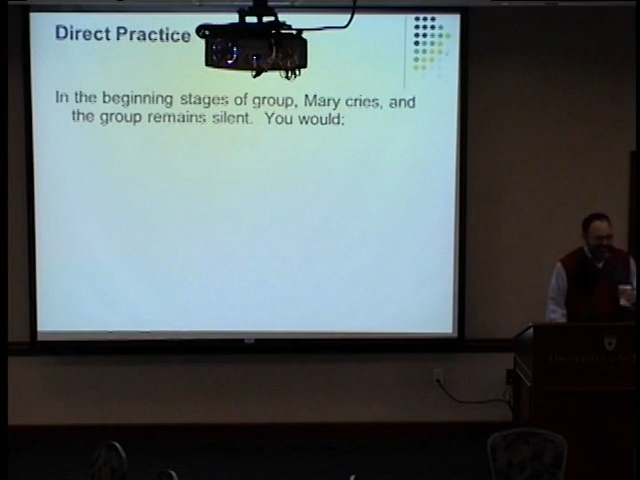 Direct Practice
In the beginning stages of group, Mary cries, and
the group remains silent. You would: